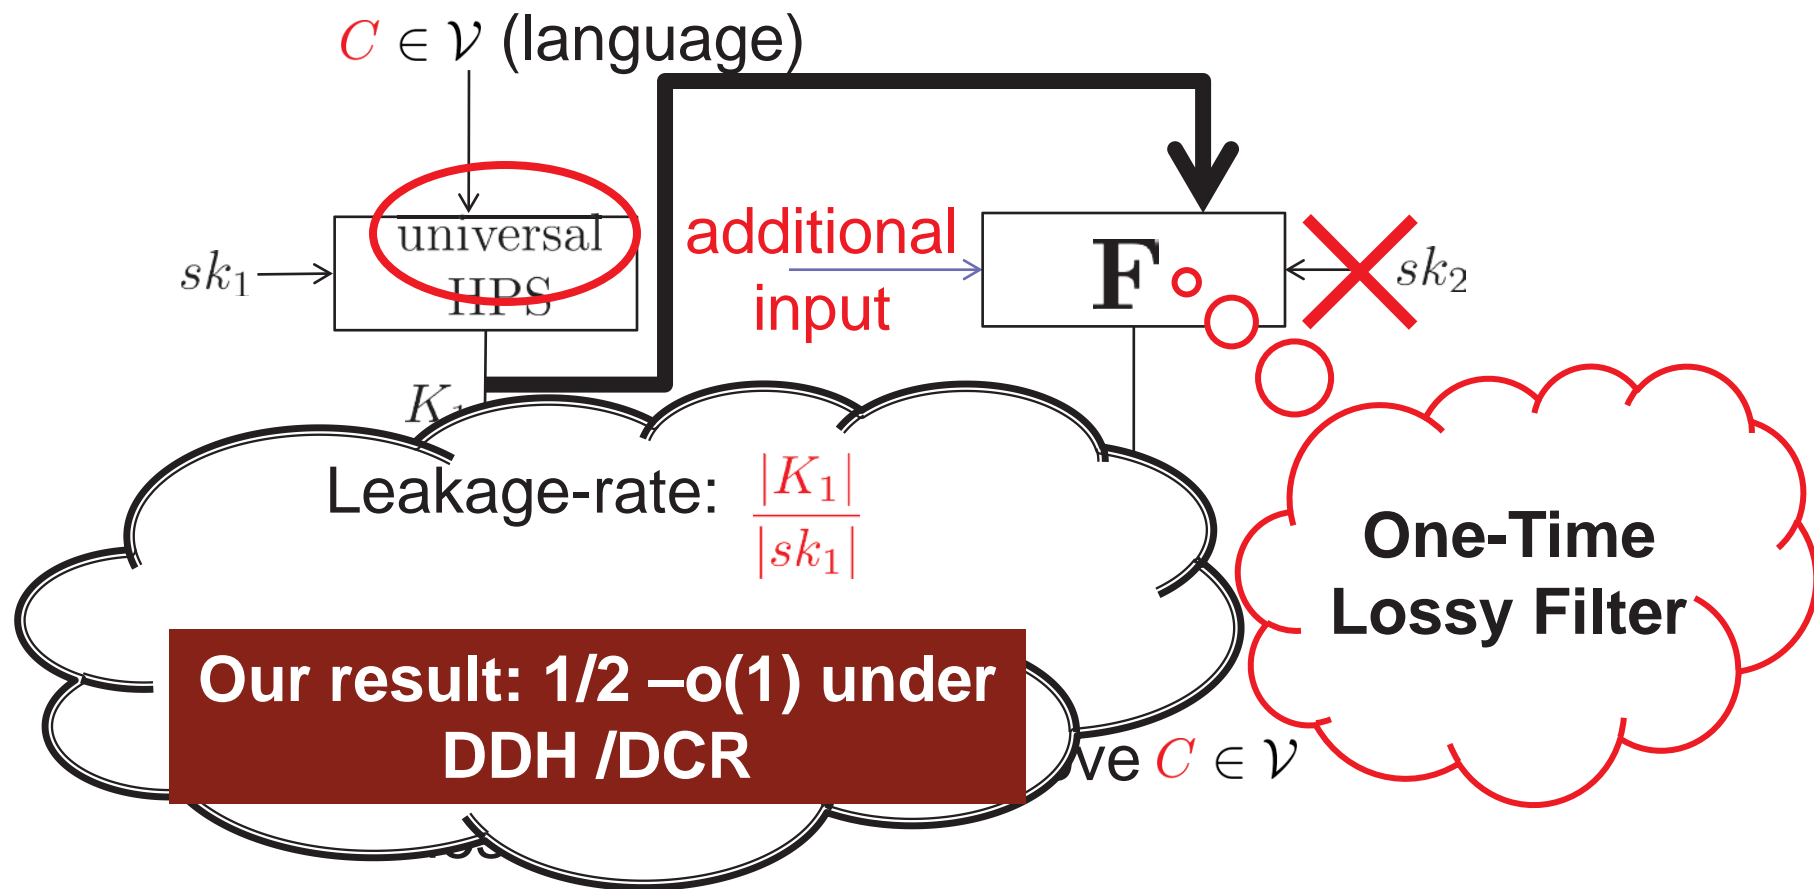 C ∈ 𝒱 (language)
universal
HPS
sk₁
additional
input
F
sk₂
K₁
Leakage-rate: |K₁| / |sk₁|
One-Time
Lossy Filter
Our result: 1/2 –o(1) under
DDH /DCR
C ∈ 𝒱